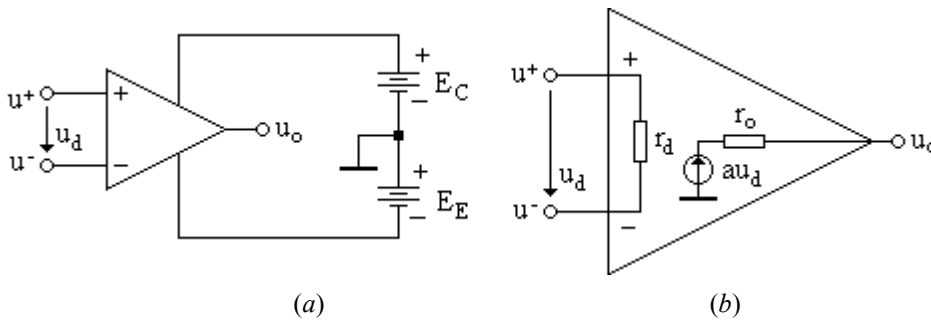 +
E_C
−
u⁺
+
u_d
u_o
u⁻
−
+
E_E
−
(a)
u⁺
+
r_o
u_o
u_d
r_d
au_d
u⁻
−
(b)